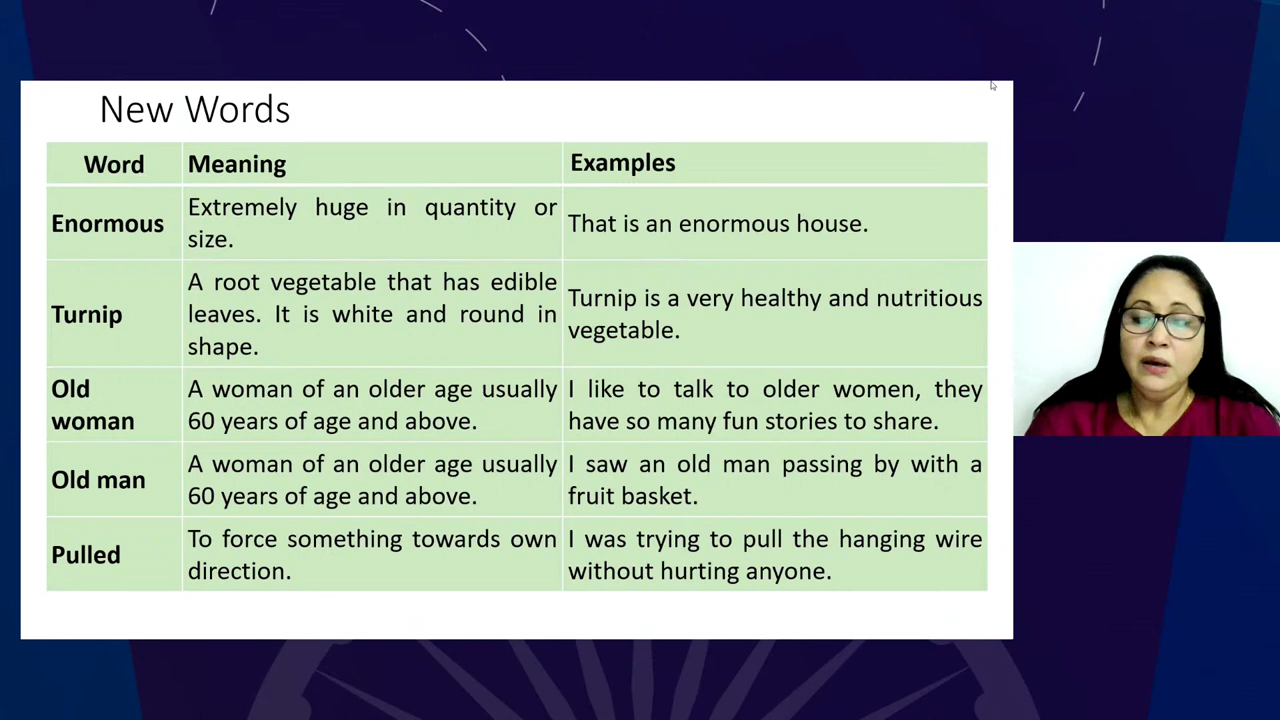 New Words
Word Meaning Examples
Enormous
Extremely huge in quantity or
size.
That is an enormous house.
Turnip
A root vegetable that has edible
leaves. It is white and round in
shape.
Turnip is a very healthy and nutritious
vegetable.
Old
woman
A woman of an older age usually
60 years of age and above.
I like to talk to older women, they
have so many fun stories to share.
Old man
A woman of an older age usually
60 years of age and above.
I saw an old man passing by with a
fruit basket.
Pulled
To force something towards own
direction.
I was trying to pull the hanging wire
without hurting anyone.